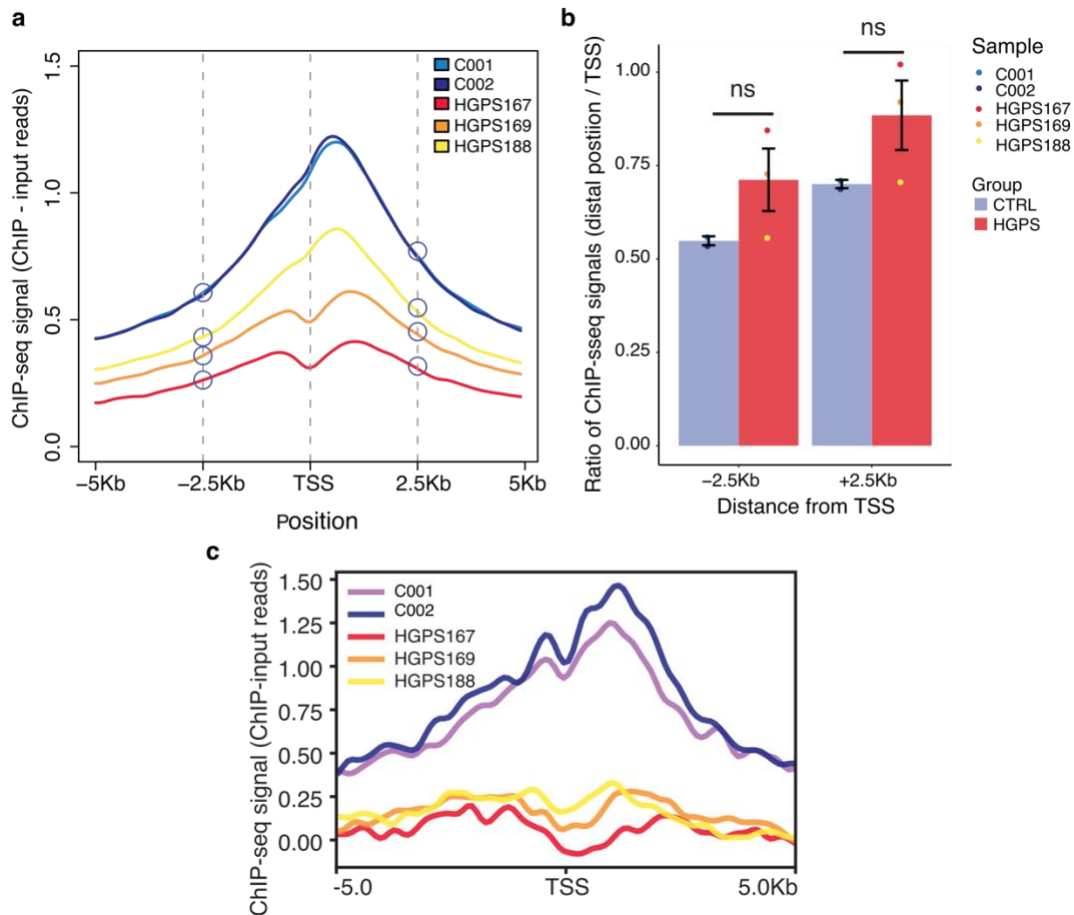 a
ChIP-seq signal (ChIP - input reads)
1.5
1.0
0.5
0.0
C001
C002
HGPS167
HGPS169
HGPS188
−5Kb
−2.5Kb
TSS
2.5Kb
5Kb
Position
b
Ratio of ChIP-sseq signals (distal postiion / TSS)
1.00
0.75
0.50
0.25
0.00
ns
ns
−2.5Kb
+2.5Kb
Distance from TSS
Sample
C001
C002
HGPS167
HGPS169
HGPS188
Group
CTRL
HGPS
c
ChIP-seq signal (ChIP-input reads)
1.50
1.25
1.00
0.75
0.50
0.25
0.00
C001
C002
HGPS167
HGPS169
HGPS188
-5.0
TSS
5.0Kb